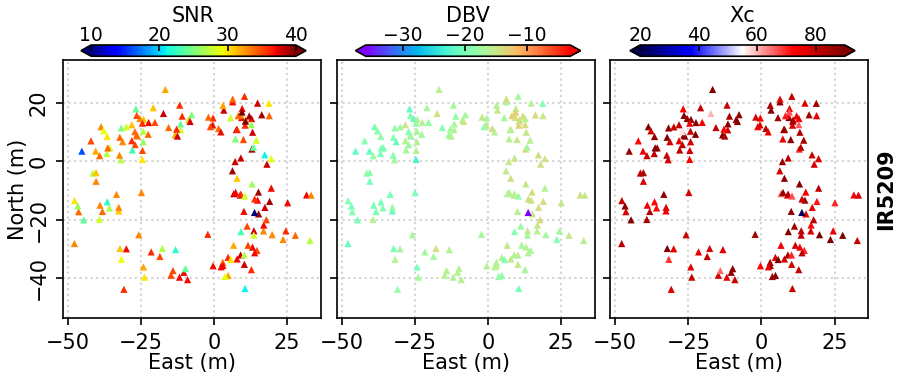 SNR DBV Xc
10 20 30 40 −30 −20 −10 20 40 60 80
20
0
−20
−40
North (m)
−50 −25 0 25 −50 −25 0 25 −50 −25 0 25
East (m) East (m) East (m)
IR5209